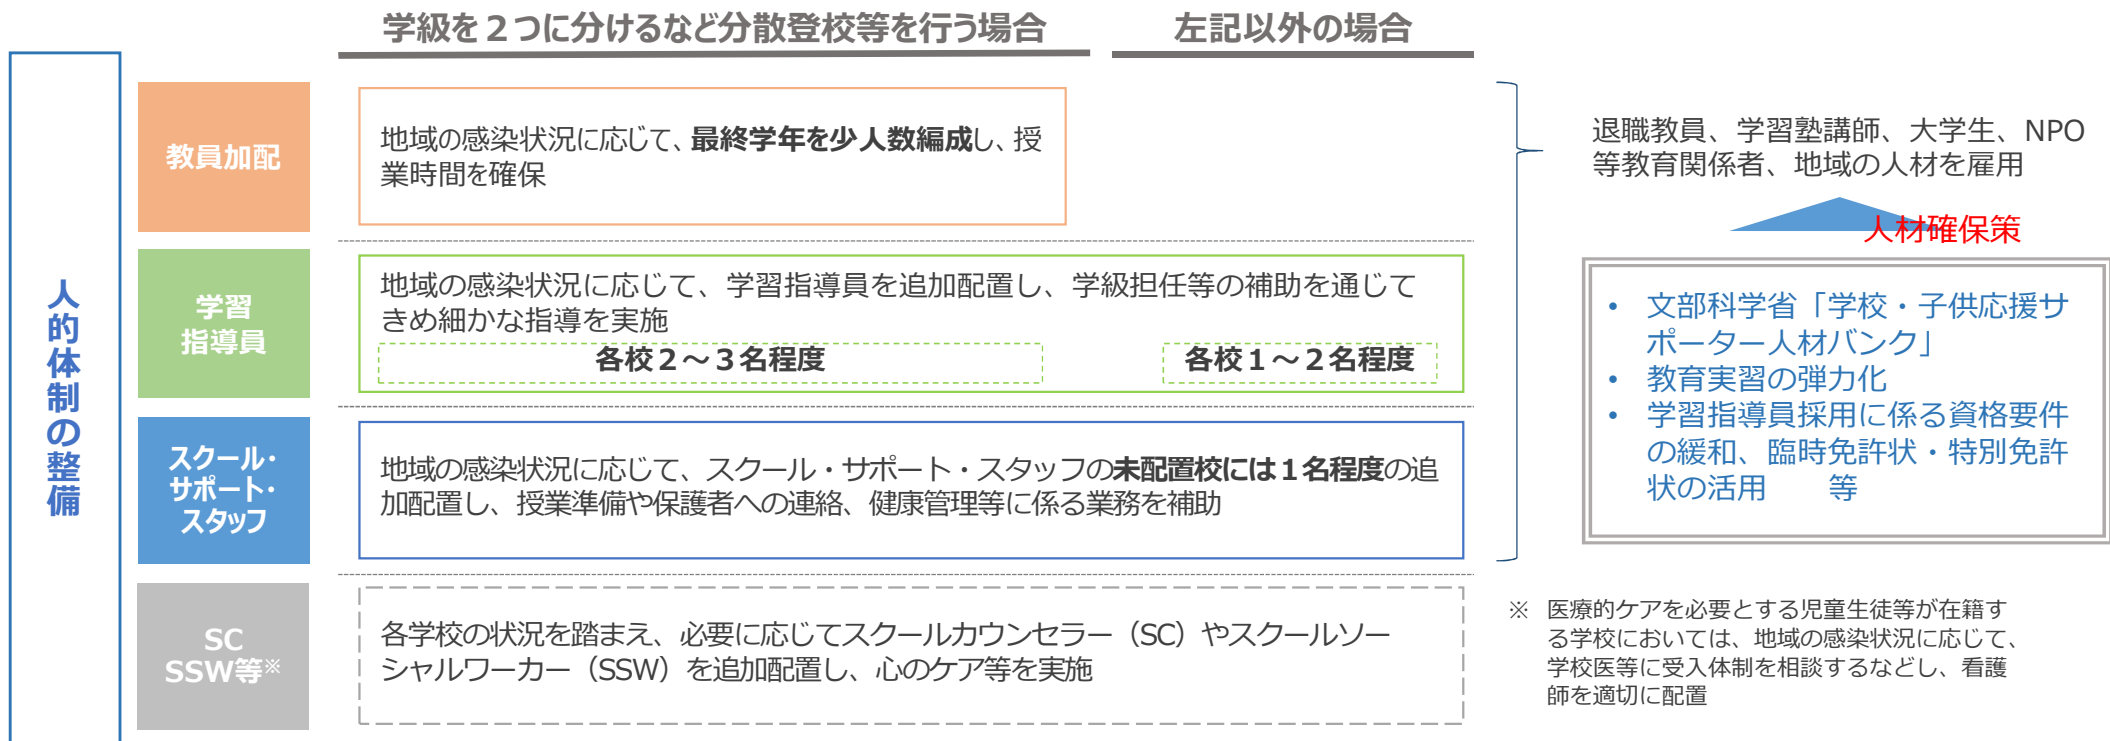 学級を２つに分けるなど分散登校等を行う場合
左記以外の場合
人的体制の整備
教員加配
地域の感染状況に応じて、最終学年を少人数編成し、授
業時間を確保
学習
指導員
地域の感染状況に応じて、学習指導員を追加配置し、学級担任等の補助を通じて
きめ細かな指導を実施
各校２～３名程度
各校１～２名程度
スクール・
サポート・
スタッフ
地域の感染状況に応じて、スクール・サポート・スタッフの未配置校には１名程度の追
加配置し、授業準備や保護者への連絡、健康管理等に係る業務を補助
SC
SSW等※
各学校の状況を踏まえ、必要に応じてスクールカウンセラー（SC）やスクールソー
シャルワーカー（SSW）を追加配置し、心のケア等を実施
退職教員、学習塾講師、大学生、NPO
等教育関係者、地域の人材を雇用
人材確保策
• 文部科学省「学校・子供応援サ
ポーター人材バンク」
• 教育実習の弾力化
• 学習指導員採用に係る資格要件
の緩和、臨時免許状・特別免許
状の活用　　等
※ 医療的ケアを必要とする児童生徒等が在籍す
る学校においては、地域の感染状況に応じて、
学校医等に受入体制を相談するなどし、看護
師を適切に配置